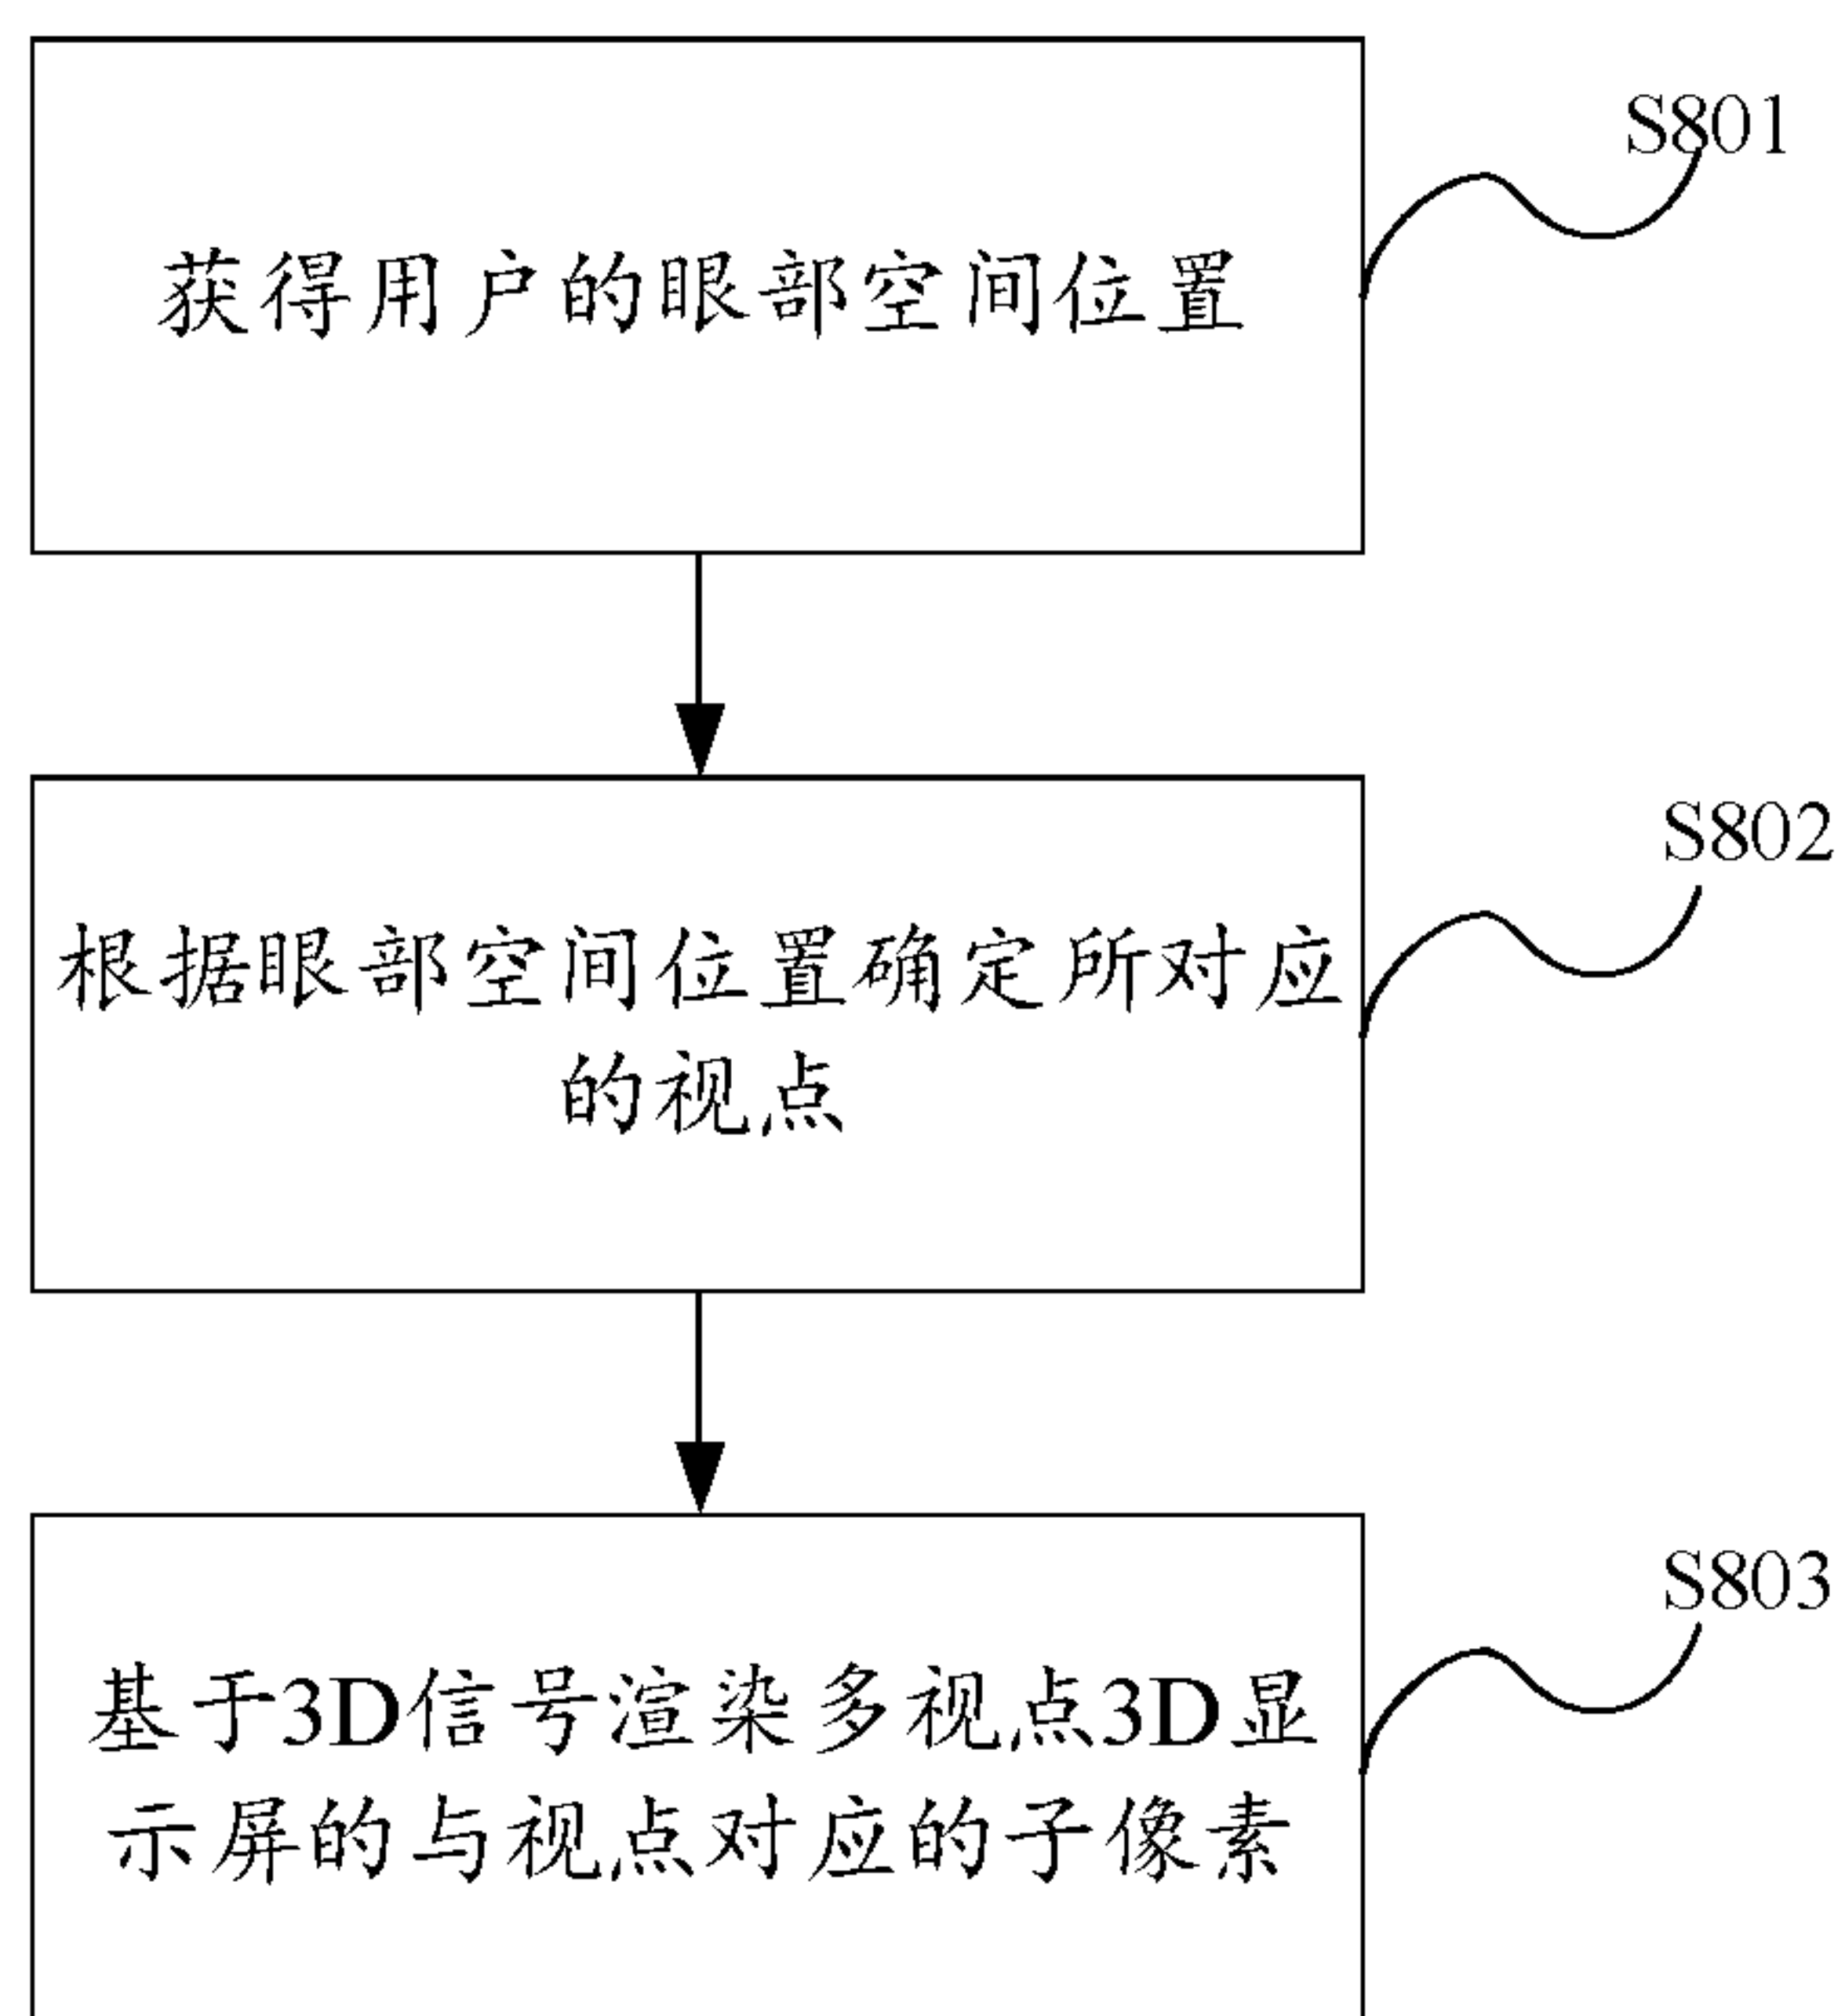 S801
获得用户的眼部空间位置
S802
根据眼部空间位置确定所对应
的视点
S803
基于3D信号渲染多视点3D显
示屏的与视点对应的子像素